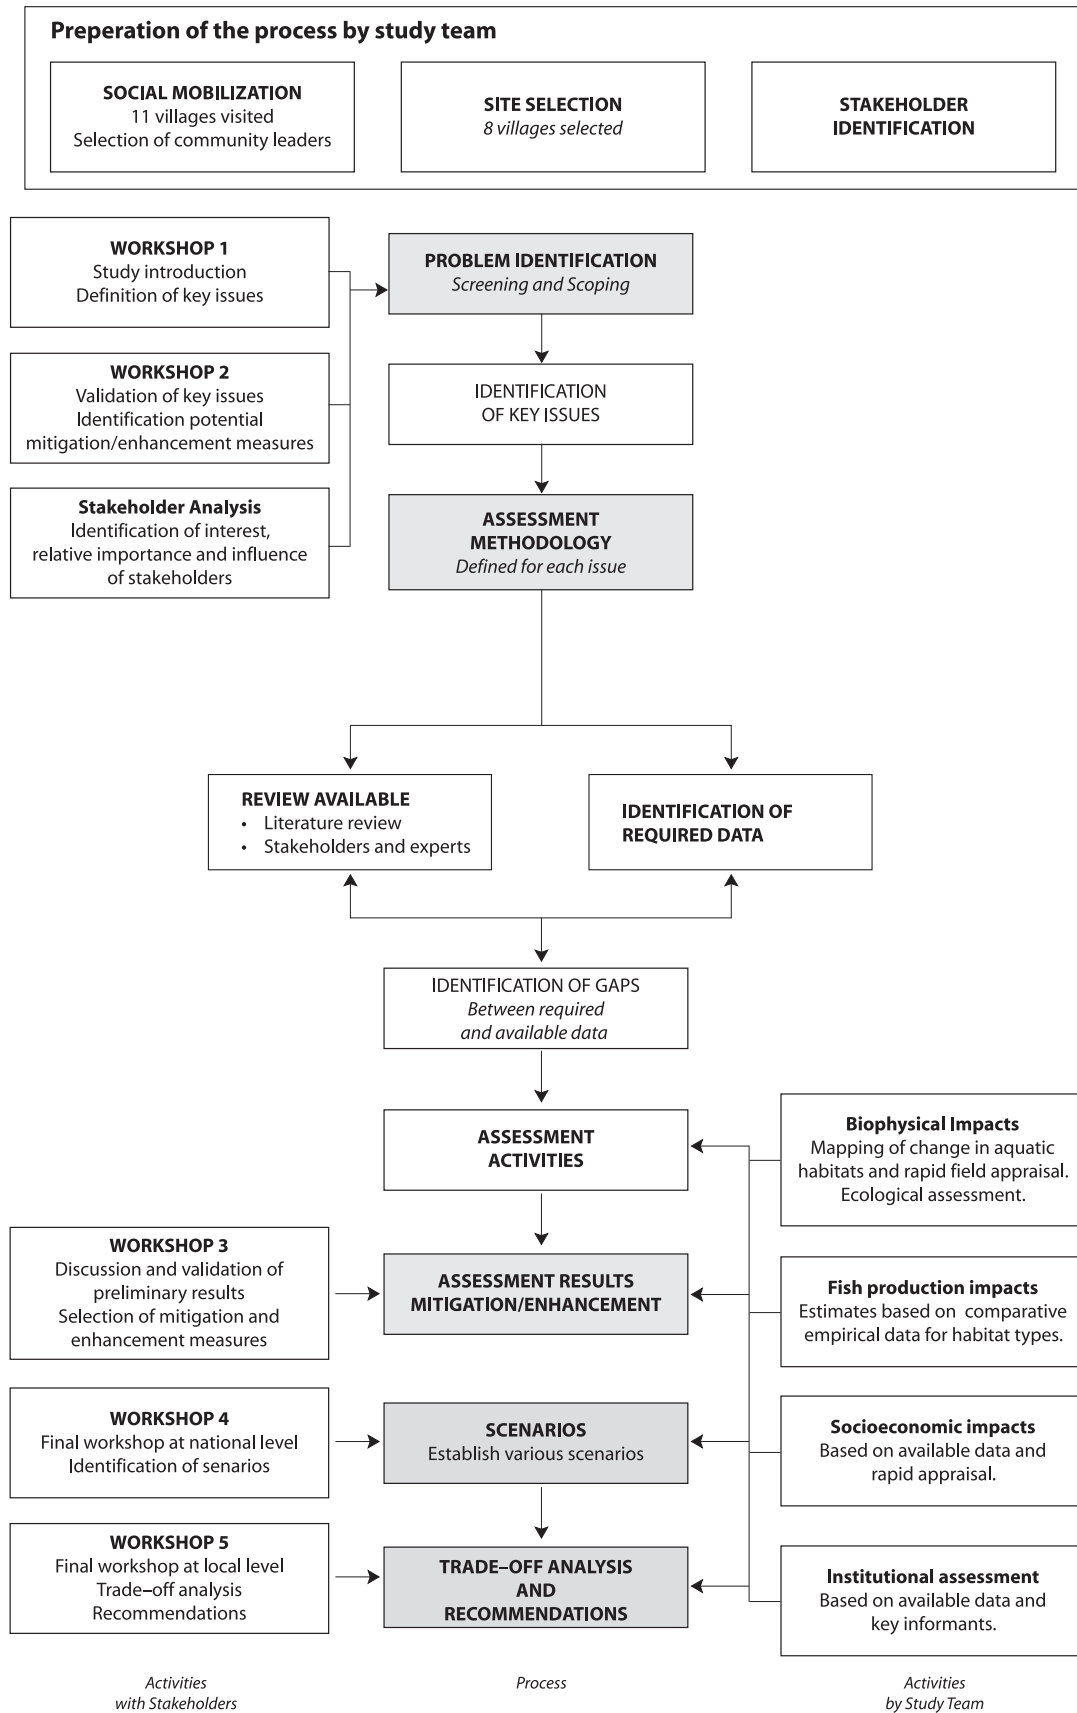 Preperation of the process by study team
SOCIAL MOBILIZATION
11 villages visited
Selection of community leaders
SITE SELECTION
8 villages selected
STAKEHOLDER
IDENTIFICATION
WORKSHOP 1
Study introduction
Definition of key issues
PROBLEM IDENTIFICATION
Screening and Scoping
WORKSHOP 2
Validation of key issues
Identification potential
mitigation/enhancement measures
IDENTIFICATION
OF KEY ISSUES
Stakeholder Analysis
Identification of interest,
relative importance and influence
of stakeholders
ASSESSMENT
METHODOLOGY
Defined for each issue
REVIEW AVAILABLE
• Literature review
• Stakeholders and experts
IDENTIFICATION OF
REQUIRED DATA
IDENTIFICATION OF GAPS
Between required
and available data
ASSESSMENT
ACTIVITIES
Biophysical Impacts
Mapping of change in aquatic
habitats and rapid field appraisal.
Ecological assessment.
WORKSHOP 3
Discussion and validation of
preliminary results
Selection of mitigation and
enhancement measures
ASSESSMENT RESULTS
MITIGATION/ENHANCEMENT
Fish production impacts
Estimates based on comparative
empirical data for habitat types.
WORKSHOP 4
Final workshop at national level
Identification of senarios
SCENARIOS
Establish various scenarios
Socioeconomic impacts
Based on available data and
rapid appraisal.
WORKSHOP 5
Final workshop at local level
Trade–off analysis
Recommendations
TRADE–OFF ANALYSIS
AND
RECOMMENDATIONS
Institutional assessment
Based on available data and
key informants.
Activities
with Stakeholders
Process
Activities
by Study Team